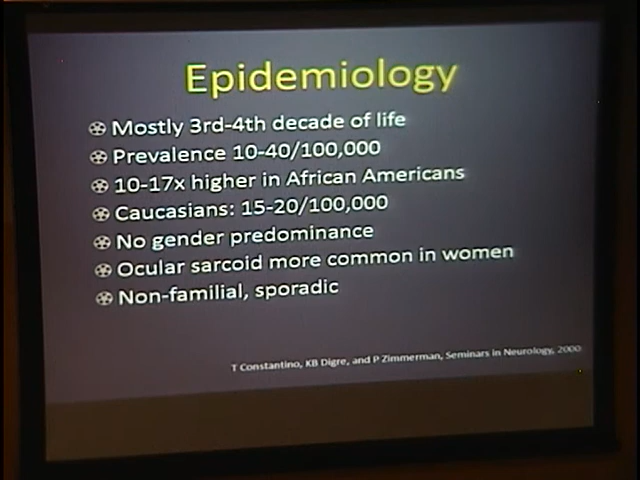 Epidemiology
Mostly 3rd-4th decade of life
Prevalence 10-40/100,000
10-17x higher in African Americans
Caucasians: 15-20/100,000
No gender predominance
Ocular sarcoid more common in women
Non-familial, sporadic
T Constantino, KB Digre, and P Zimmerman, Seminars in Neurology, 2000